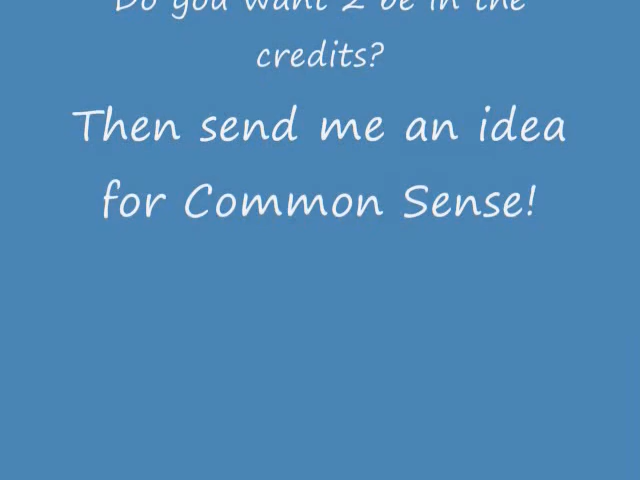 Do you want 2 be in the
credits?
Then send me an idea
for Common Sense!